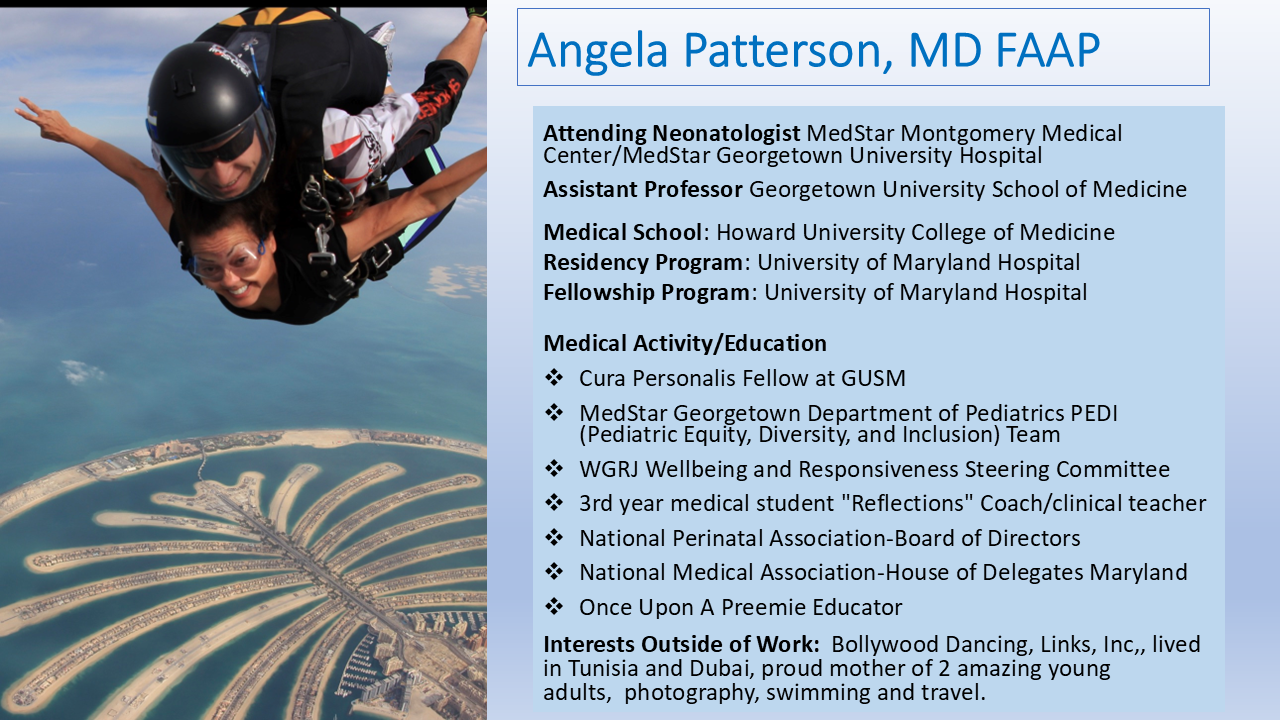 Angela Patterson, MD FAAP
Attending Neonatologist MedStar Montgomery Medical
Center/MedStar Georgetown University Hospital
Assistant Professor Georgetown University School of Medicine
Medical School: Howard University College of Medicine
Residency Program: University of Maryland Hospital
Fellowship Program: University of Maryland Hospital
Medical Activity/Education
❖ Cura Personalis Fellow at GUSM
❖ MedStar Georgetown Department of Pediatrics PEDI
(Pediatric Equity, Diversity, and Inclusion) Team
❖ WGRJ Wellbeing and Responsiveness Steering Committee
❖ 3rd year medical student "Reflections" Coach/clinical teacher
❖ National Perinatal Association-Board of Directors
❖ National Medical Association-House of Delegates Maryland
❖ Once Upon A Preemie Educator
Interests Outside of Work: Bollywood Dancing, Links, Inc,, lived
in Tunisia and Dubai, proud mother of 2 amazing young
adults, photography, swimming and travel.